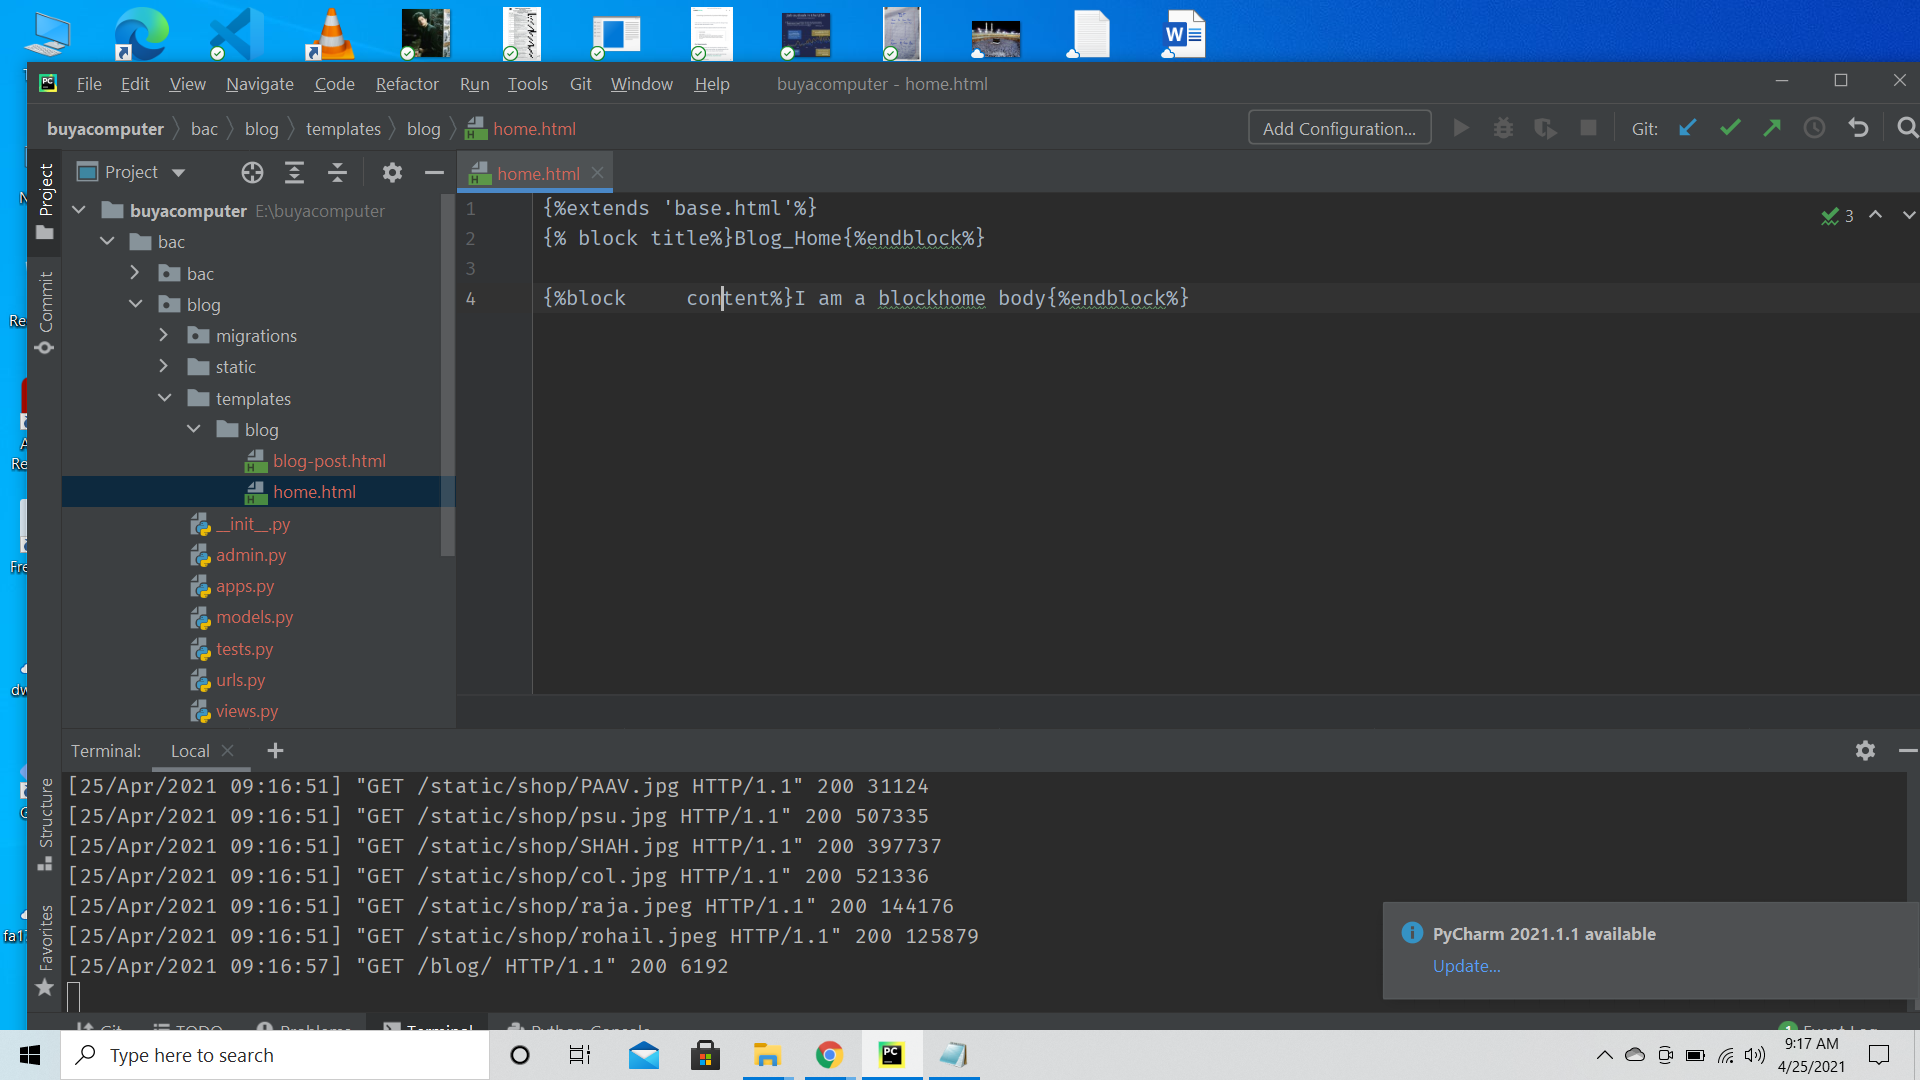 W
File Edit View Navigate Code Refactor Run Tools Git Window Help buyacomputer - home.html
buyacomputer bac blog templates blog home.html Add Configuration... Git:
Project home.html
Project
buyacomputer E:\buyacomputer
bac
bac
blog
migrations
static
templates
blog
blog-post.html
home.html
__init__.py
admin.py
apps.py
models.py
tests.py
urls.py
views.py
Commit
Structure
Favorites
1 {%extends 'base.html'%}
2 {% block title%}Blog_Home{%endblock%}
3
4 {%block     content%}I am a blockhome body{%endblock%}
3
Terminal: Local
[25/Apr/2021 09:16:51] "GET /static/shop/PAAV.jpg HTTP/1.1" 200 31124
[25/Apr/2021 09:16:51] "GET /static/shop/psu.jpg HTTP/1.1" 200 507335
[25/Apr/2021 09:16:51] "GET /static/shop/SHAH.jpg HTTP/1.1" 200 397737
[25/Apr/2021 09:16:51] "GET /static/shop/col.jpg HTTP/1.1" 200 521336
[25/Apr/2021 09:16:51] "GET /static/shop/raja.jpeg HTTP/1.1" 200 144176
[25/Apr/2021 09:16:51] "GET /static/shop/rohail.jpeg HTTP/1.1" 200 125879
[25/Apr/2021 09:16:57] "GET /blog/ HTTP/1.1" 200 6192
PyCharm 2021.1.1 available
Update...
Git TODO Problems Terminal Python Console Event Log
Type here to search
PC
9:17 AM
4/25/2021